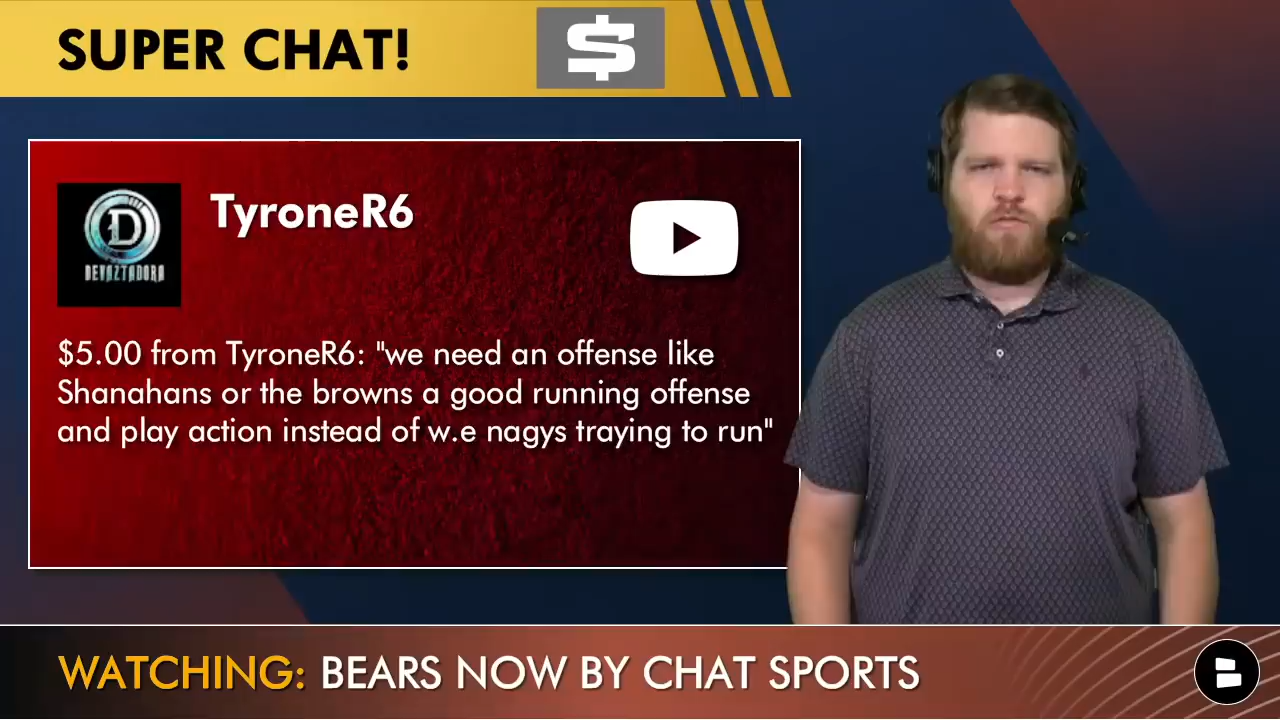 SUPER CHAT!
$
TyroneR6
D
DEVAZTADORA
$5.00 from TyroneR6: "we need an offense like
Shanahans or the browns a good running offense
and play action instead of w.e nagys traying to run"
WATCHING: BEARS NOW BY CHAT SPORTS